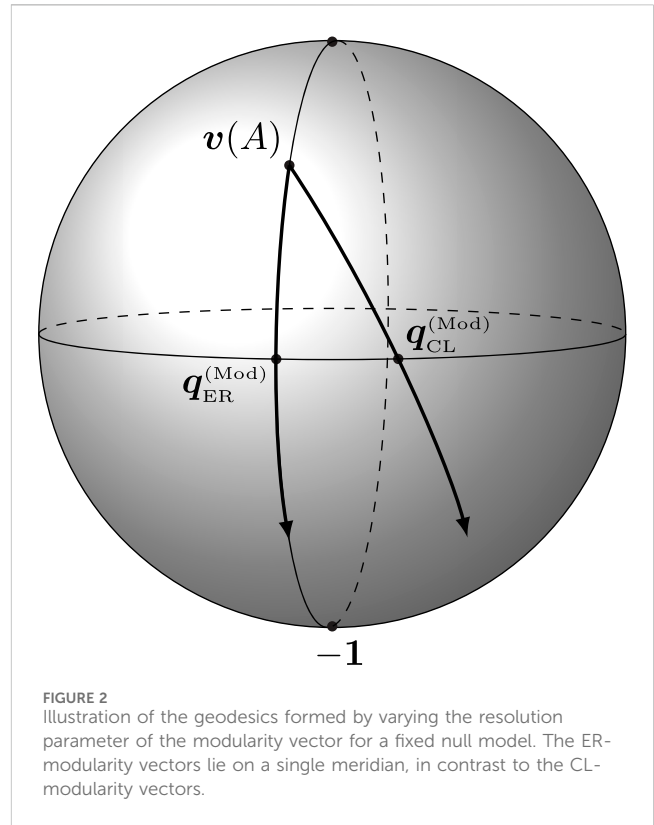 v(A)
q_CL^(Mod)
q_ER^(Mod)
−1
FIGURE 2
Illustration of the geodesics formed by varying the resolution
parameter of the modularity vector for a fixed null model. The ER-
modularity vectors lie on a single meridian, in contrast to the CL-
modularity vectors.